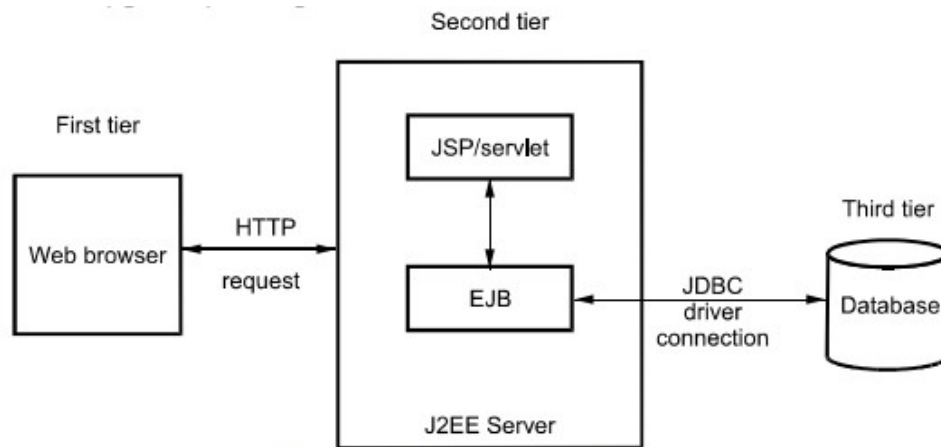 Second tier
First tier
JSP/servlet
Third tier
HTTP
Web browser
request
EJB
JDBC
driver
connection
Database
J2EE Server